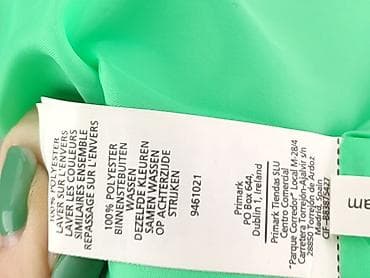 100% POLYESTER
LAVER SUR L'ENVERS
LAVER LES COULEURS
SIMILAIRES ENSEMBLE
REPASSAGE SUR L'ENVERS
100% POLYESTER
BINNENSTEBUITEN
WASSEN
DEZELFDE KLEUREN
SAMEN WASSEN
OP ACHTERZIJDE
STRIJKEN
9461021
Primark
PO Box 644,
Dublin 1, Ireland
Primark Tiendas SLU
Centro Comercial
"Parque Corredor" Local M-28/4
Carretera Torrejón-Ajalvir s/n
28850 Torrejón de Ardoz
Madrid, Spain
CIF: B83875427